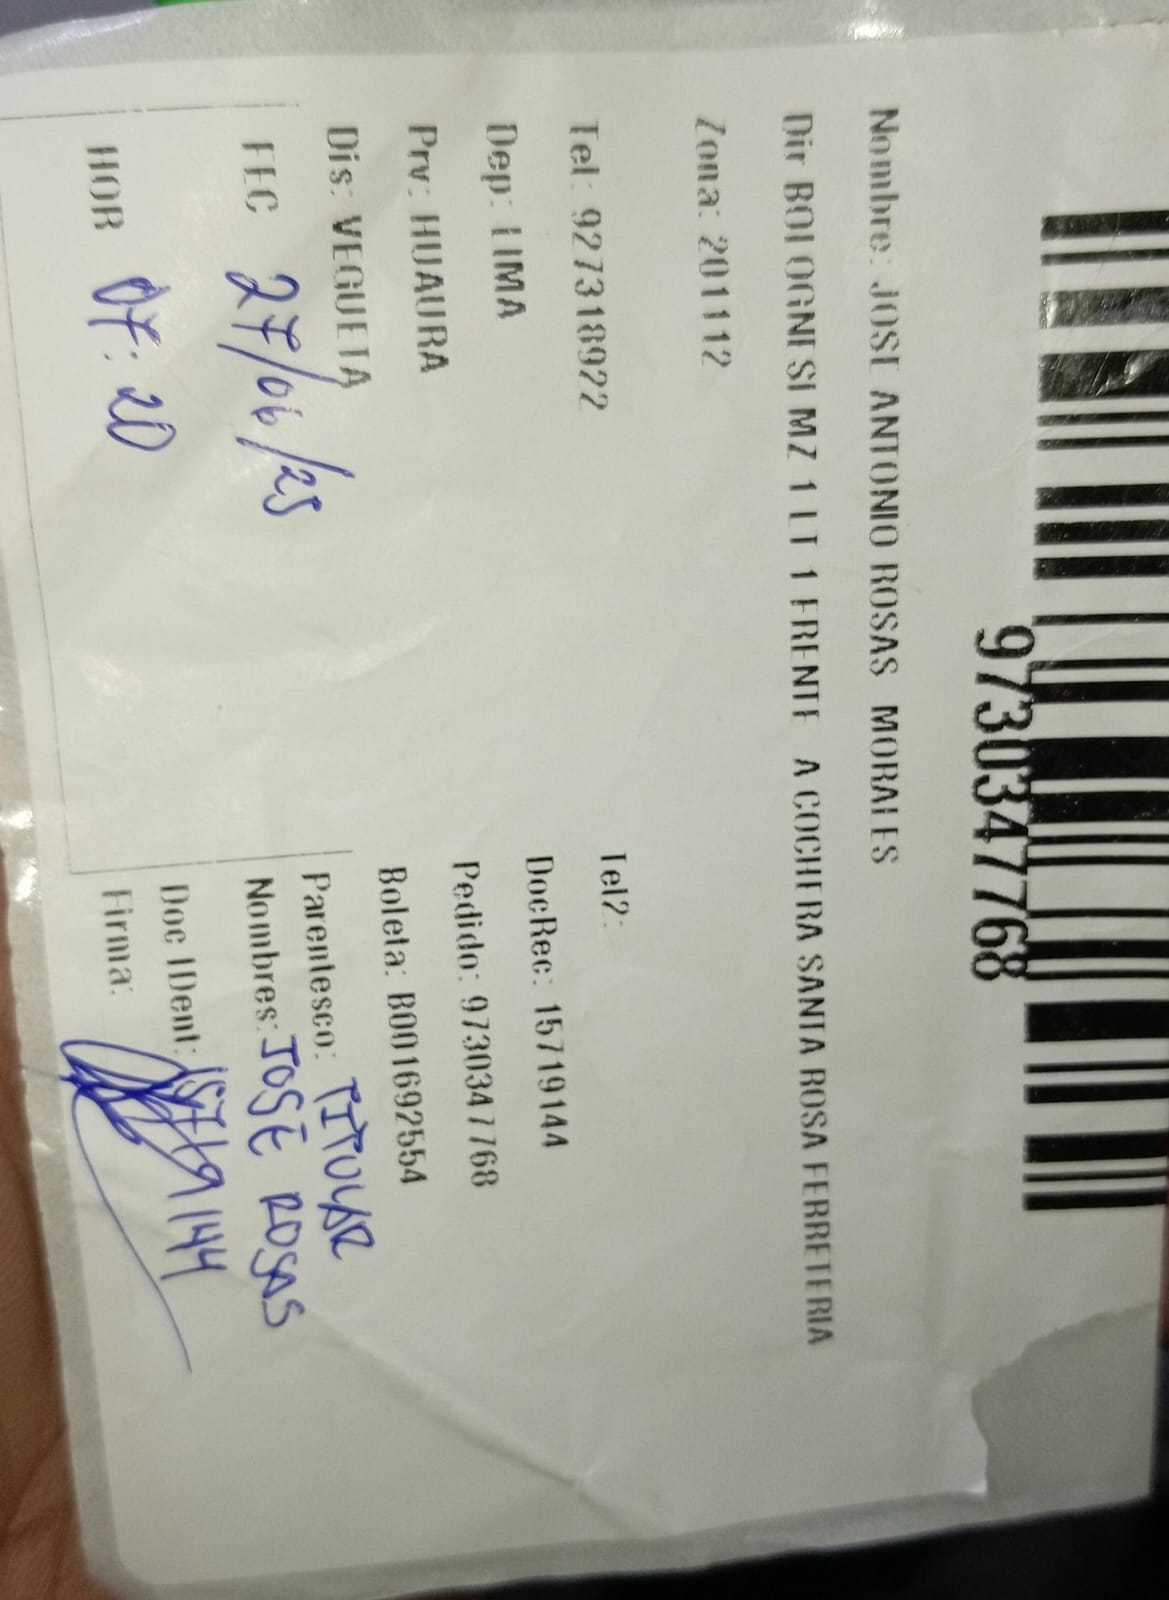 9730347768
Nombre: JOSE ANTONIO ROSAS MORALES
Dir BOLOGNESI MZ 1 LT 1 FRENTE A COCHERA SANTA ROSA FERRETERIA
Zona: 201112
Tel: 927318922 Tel2:
Dep: LIMA DocRec: 15719144
Prv: HUAURA Pedido: 9730347768
Dis: VEGUETA Boleta: B001692554
Parentesco: TITULAR
FEC 27/06/25 Nombres: JOSÉ ROSAS
Doc IDent: 15719144
HOR 07:20 Firma: